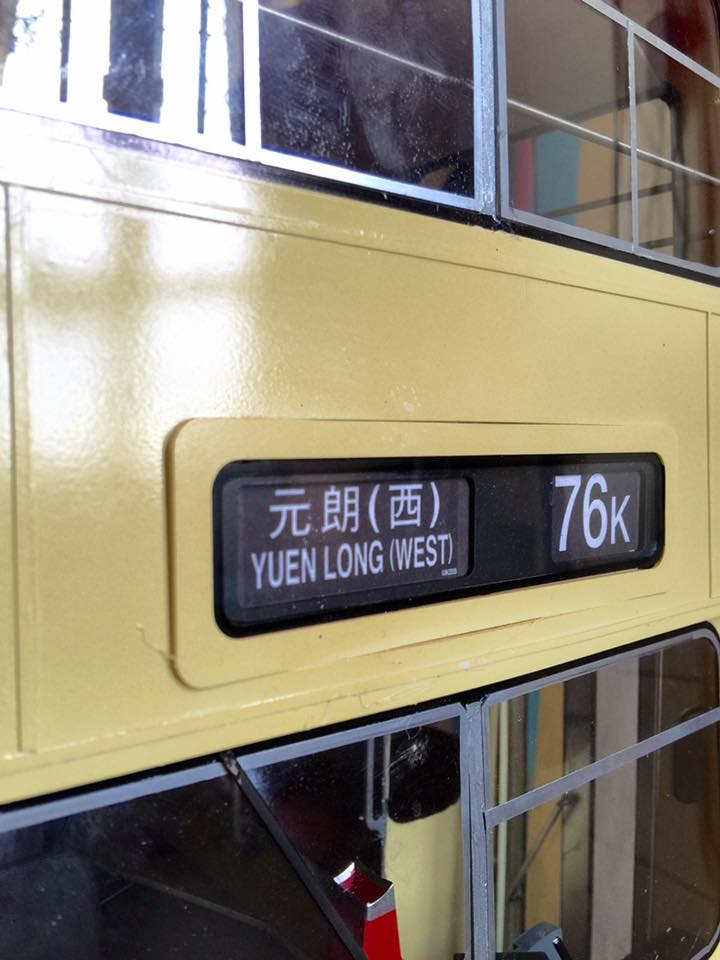 元朗(西)
YUEN LONG (WEST)
76K